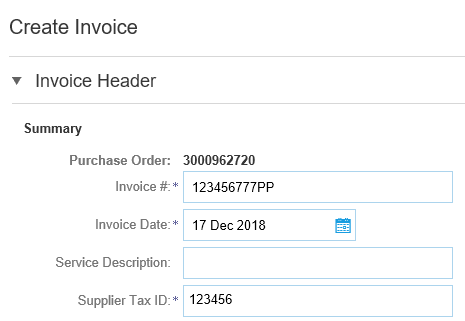 Create Invoice
▼ Invoice Header
Summary
Purchase Order: 3000962720
Invoice #:* 123456777PP
Invoice Date:* 17 Dec 2018
Service Description:
Supplier Tax ID:* 123456